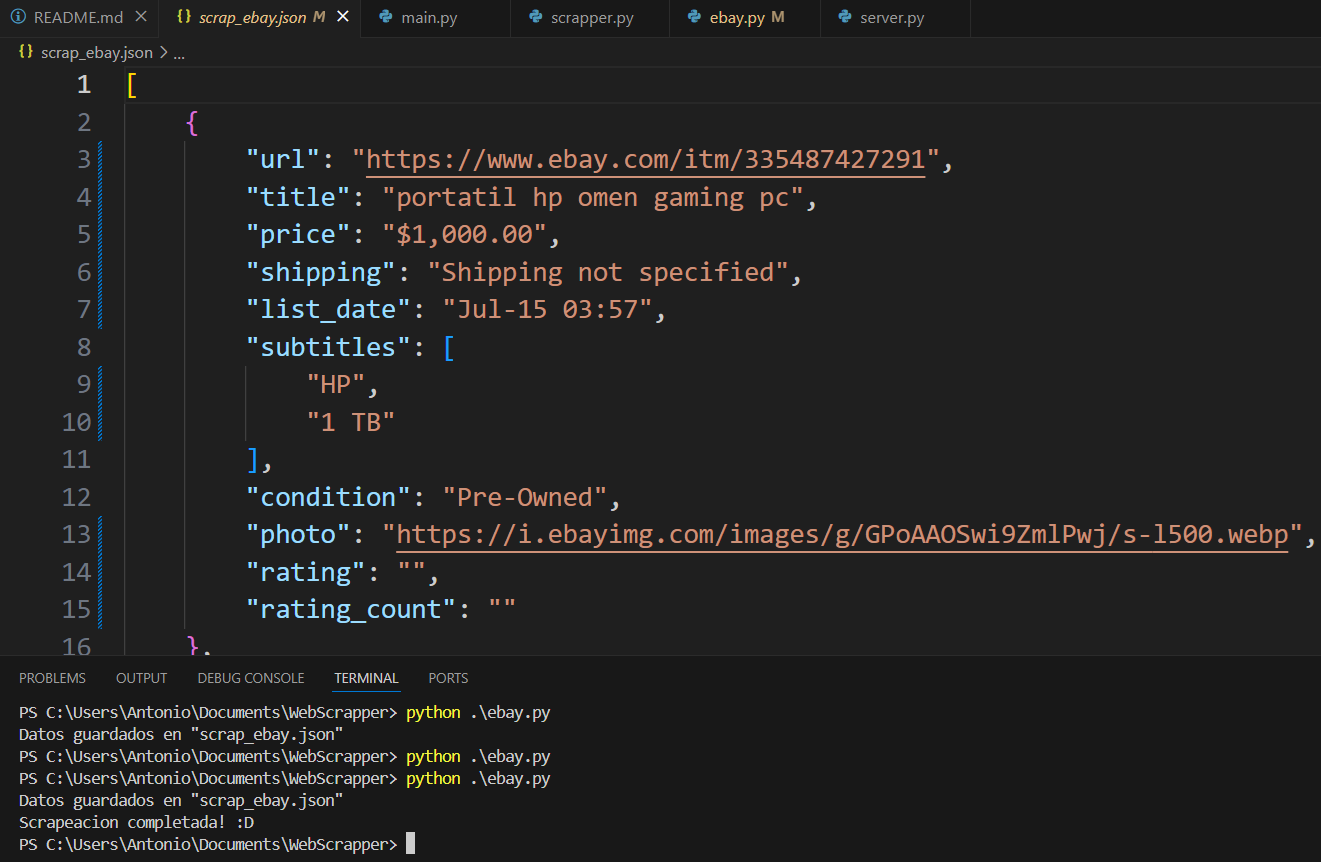 README.md
{} scrap_ebay.json M
main.py
scrapper.py
ebay.py M
server.py
{} scrap_ebay.json > ...
1 [
2 {
3 "url": "https://www.ebay.com/itm/335487427291",
4 "title": "portatil hp omen gaming pc",
5 "price": "$1,000.00",
6 "shipping": "Shipping not specified",
7 "list_date": "Jul-15 03:57",
8 "subtitles": [
9 "HP",
10 "1 TB"
11 ],
12 "condition": "Pre-Owned",
13 "photo": "https://i.ebayimg.com/images/g/GPoAAOSwi9ZmlPwj/s-l500.webp",
14 "rating": "",
15 "rating_count": ""
16 },
PROBLEMS OUTPUT DEBUG CONSOLE TERMINAL PORTS
PS C:\Users\Antonio\Documents\WebScrapper> python .\ebay.py
Datos guardados en "scrap_ebay.json"
PS C:\Users\Antonio\Documents\WebScrapper> python .\ebay.py
PS C:\Users\Antonio\Documents\WebScrapper> python .\ebay.py
Datos guardados en "scrap_ebay.json"
Scrapeacion completada! :D
PS C:\Users\Antonio\Documents\WebScrapper>